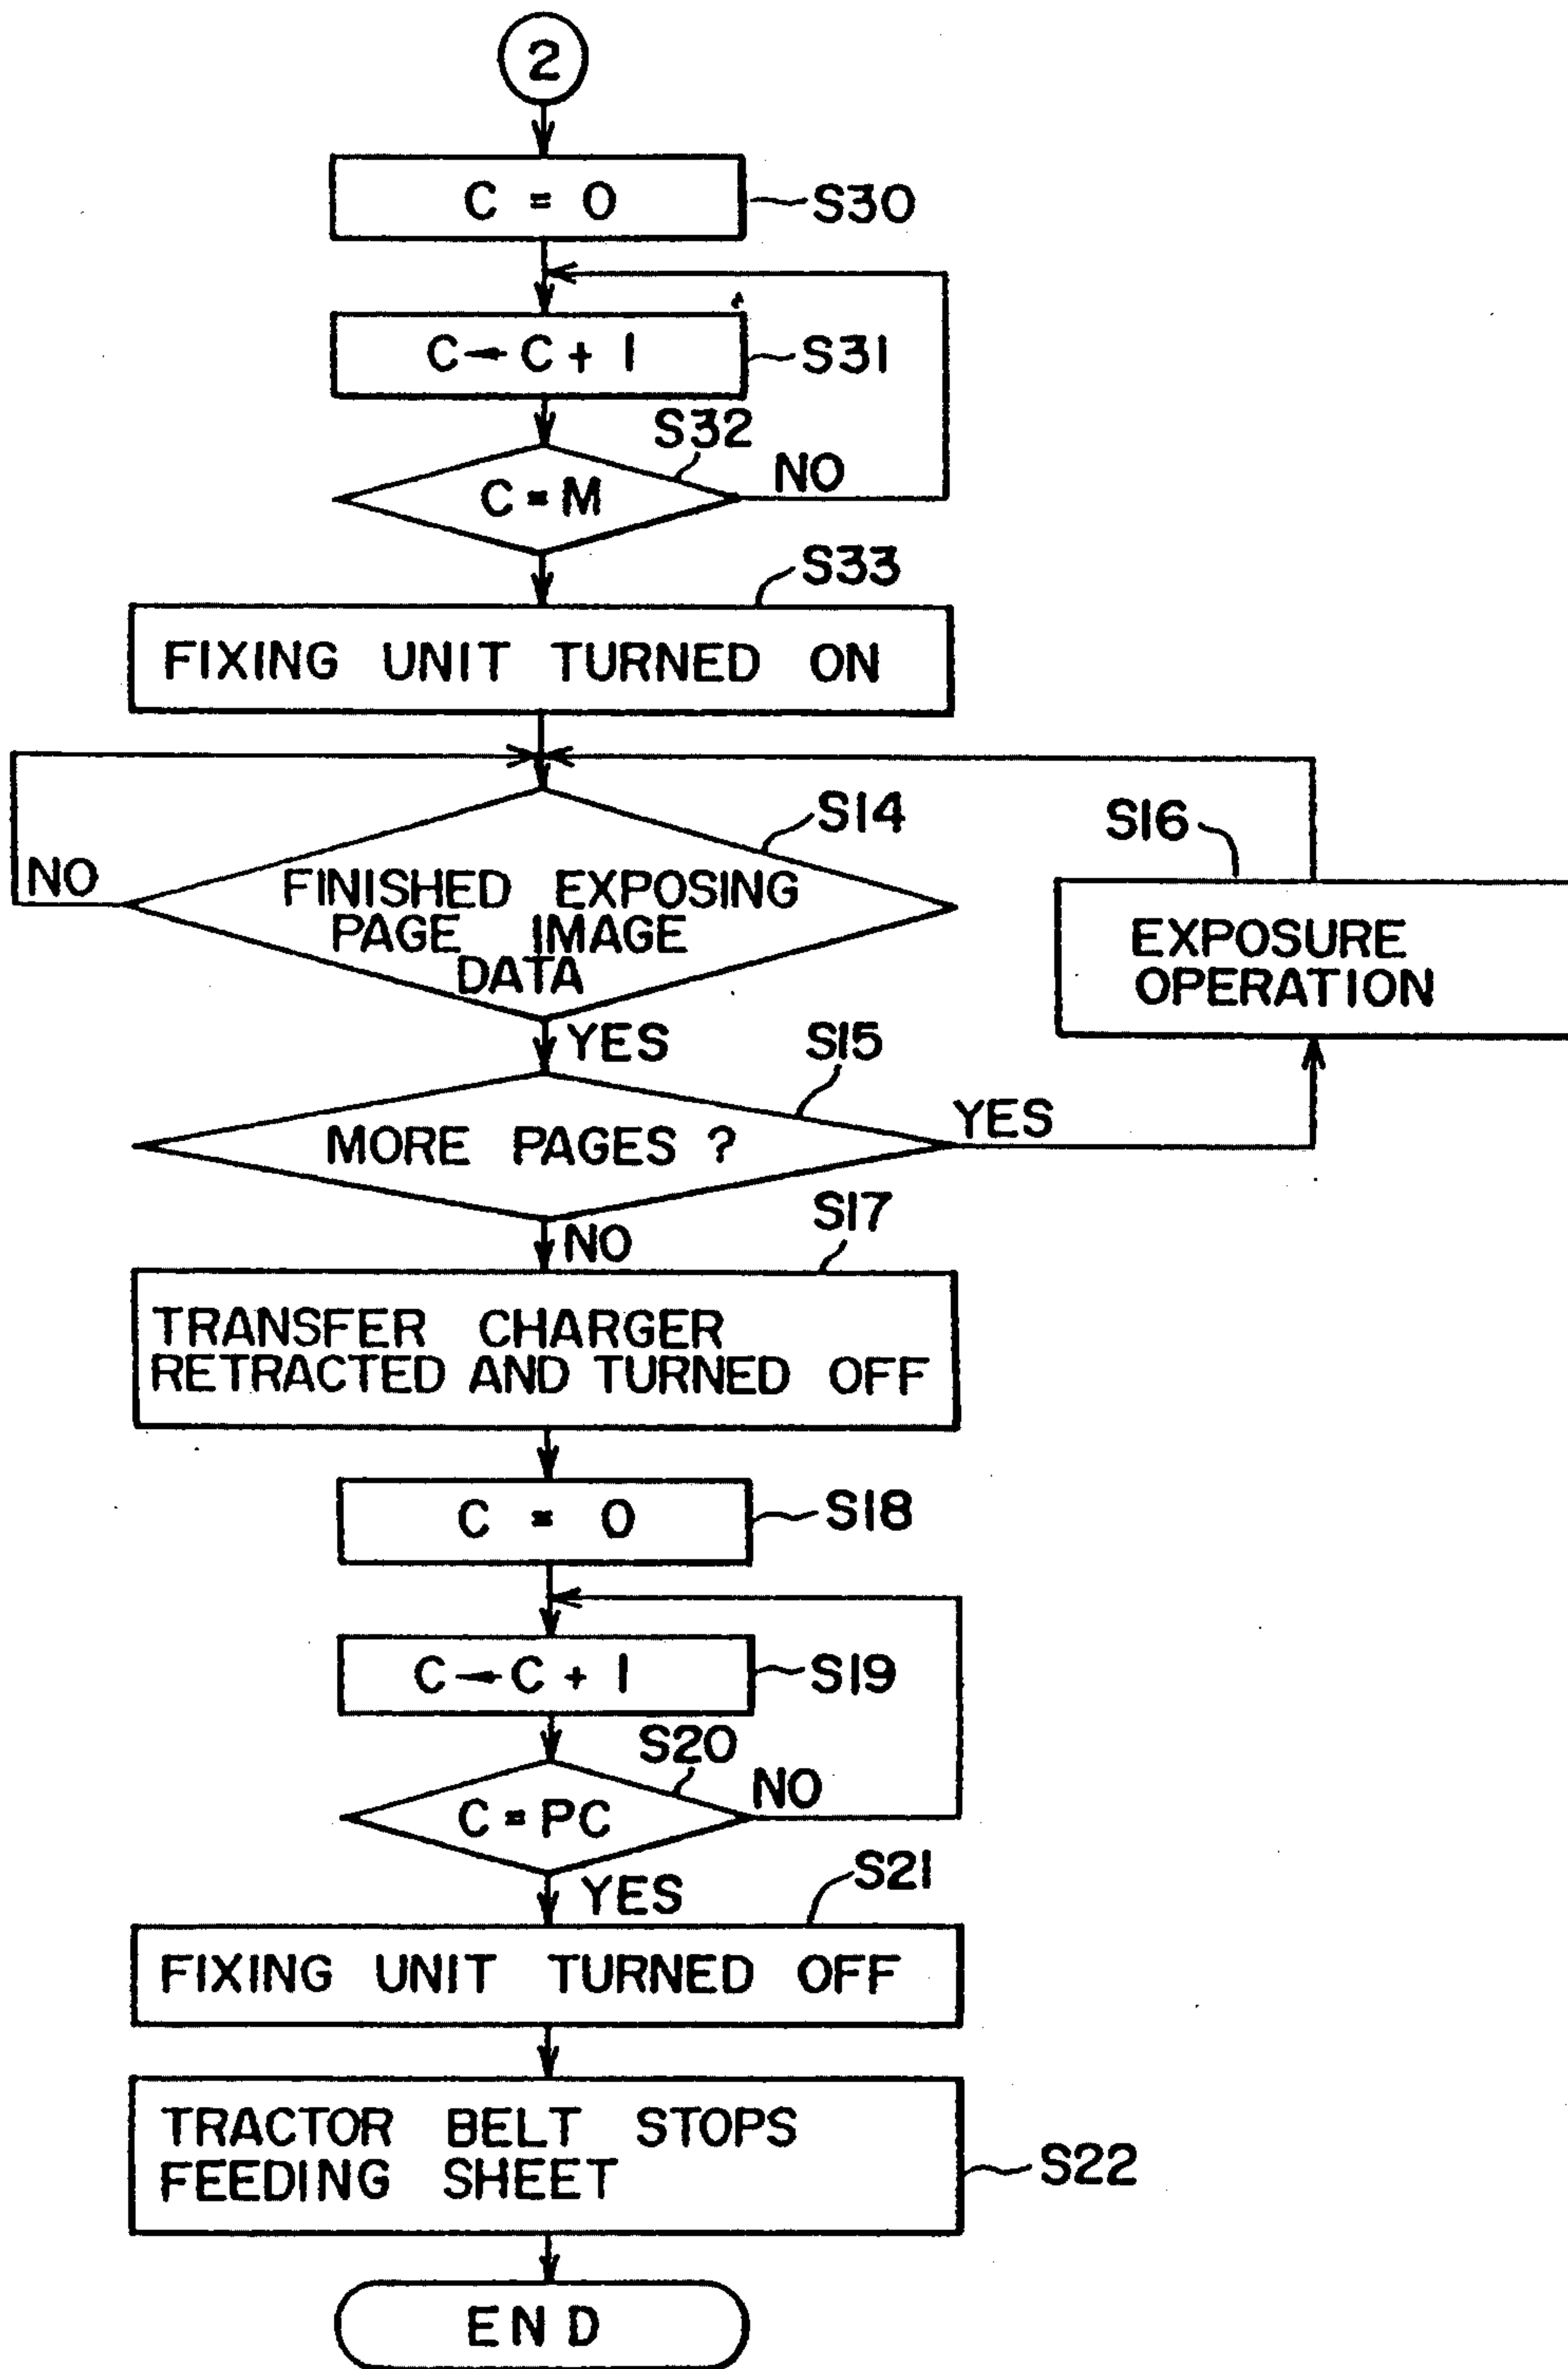 2
C = 0
S30
C←C + 1
S31
S32
C = M
NO
S33
FIXING UNIT TURNED ON
S14
S16
NO
FINISHED EXPOSING
PAGE IMAGE
DATA
EXPOSURE
OPERATION
YES
S15
MORE PAGES ?
YES
S17
NO
TRANSFER CHARGER
RETRACTED AND TURNED OFF
C = 0
S18
C←C + 1
S19
S20
C = PC
NO
YES
S21
FIXING UNIT TURNED OFF
TRACTOR BELT STOPS
FEEDING SHEET
S22
END